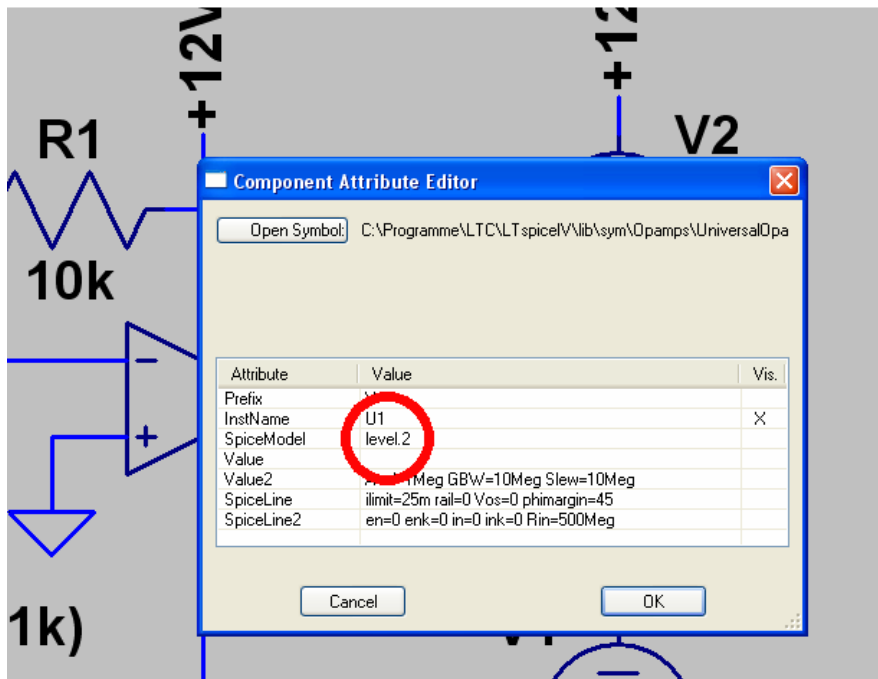 +12V
+12
R1
V2
10k
Component Attribute Editor
Open Symbol: C:\Programme\LTC\LTspiceIV\lib\sym\Opamps\UniversalOpa
Attribute Value Vis.
Prefix
InstName U1 X
SpiceModel level.2
Value
Value2 1Meg GBW=10Meg Slew=10Meg
SpiceLine ilimit=25m rail=0 Vos=0 phimargin=45
SpiceLine2 en=0 enk=0 in=0 ink=0 Rin=500Meg
Cancel OK
1k)